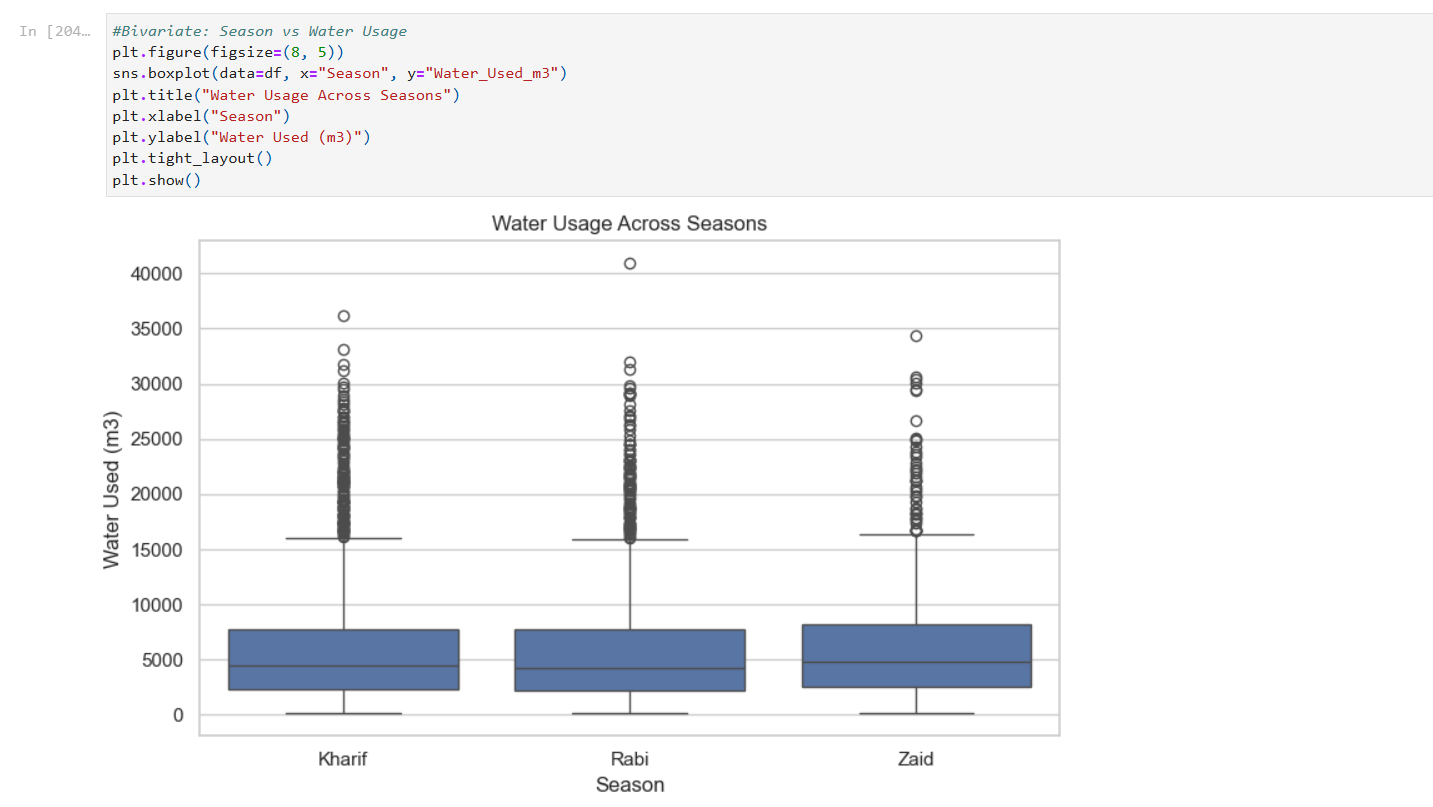 In [204…
#Bivariate: Season vs Water Usage
plt.figure(figsize=(8, 5))
sns.boxplot(data=df, x="Season", y="Water_Used_m3")
plt.title("Water Usage Across Seasons")
plt.xlabel("Season")
plt.ylabel("Water Used (m3)")
plt.tight_layout()
plt.show()
Water Usage Across Seasons
Water Used (m3)
40000
35000
30000
25000
20000
15000
10000
5000
0
Kharif Rabi Zaid
Season